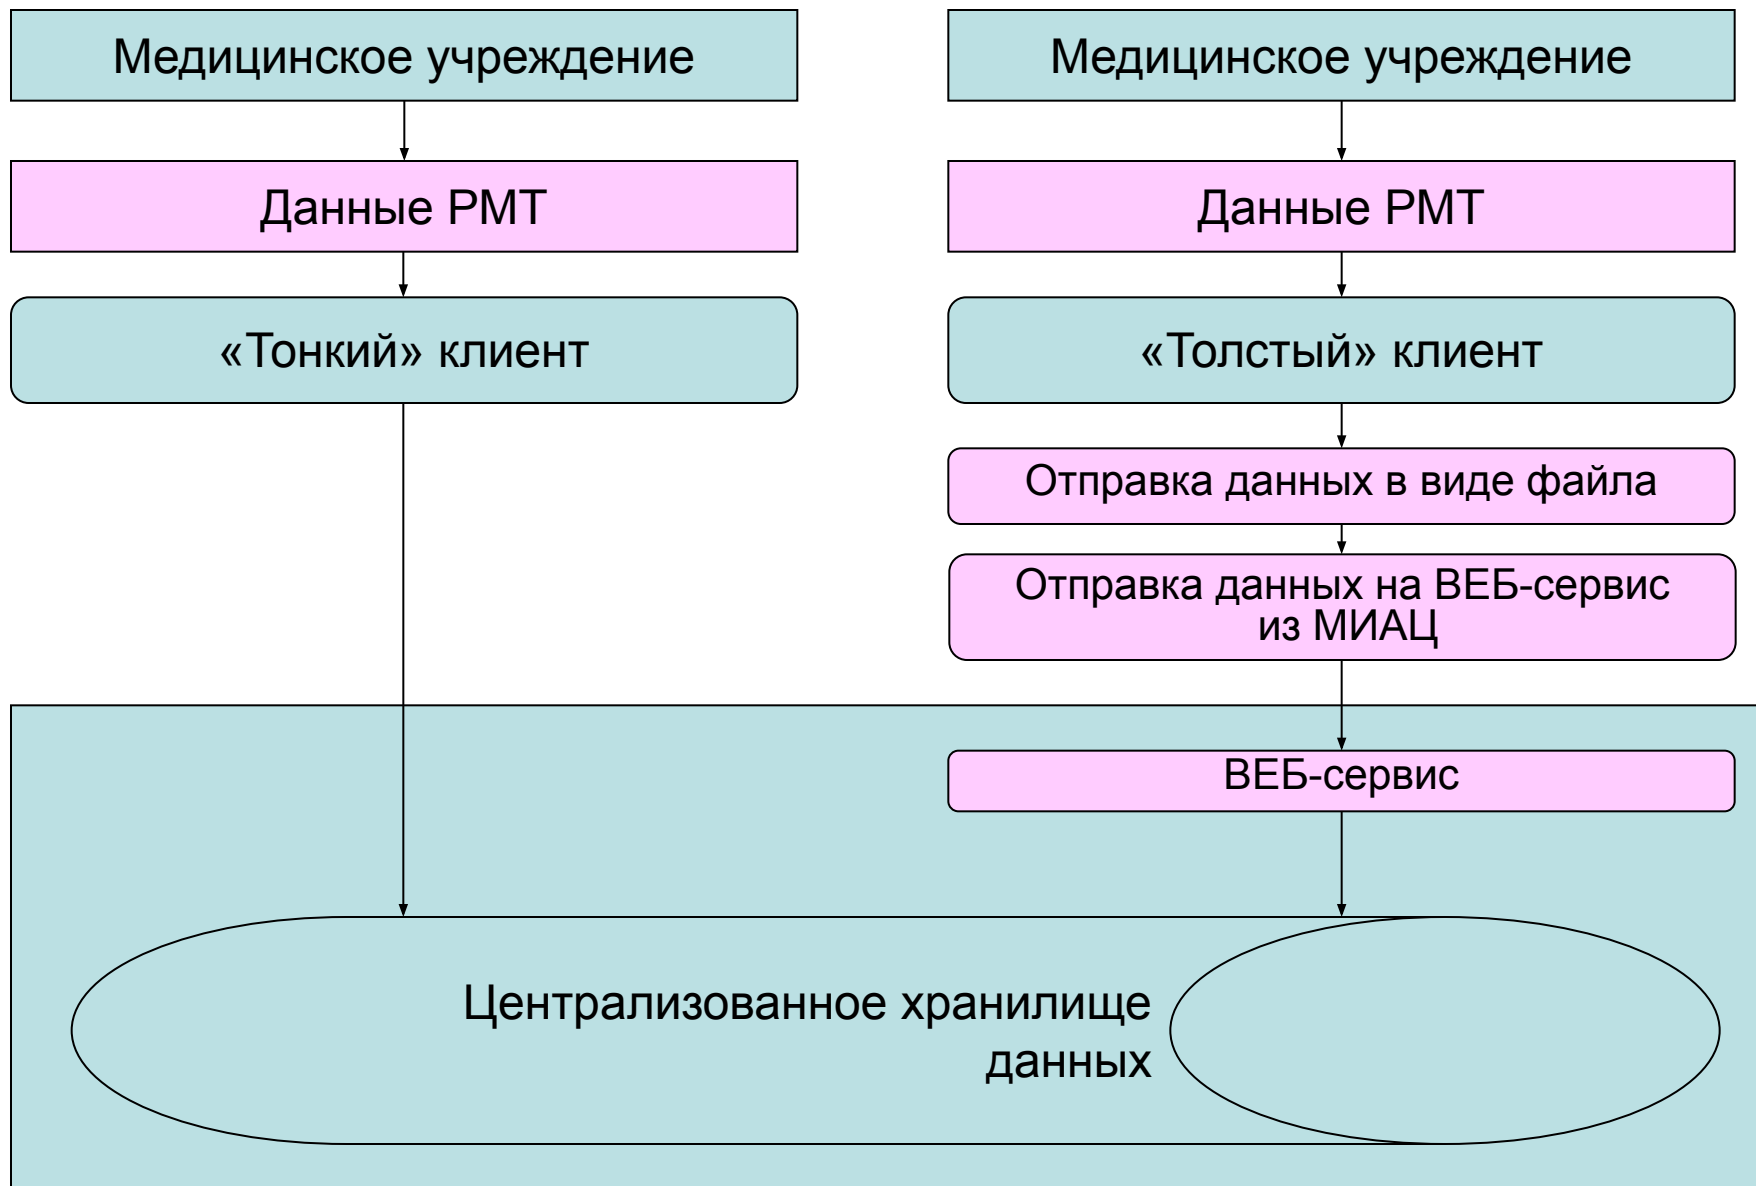 Медицинское учреждение
Медицинское учреждение
Данные РМТ
Данные РМТ
«Тонкий» клиент
«Толстый» клиент
Отправка данных в виде файла
Отправка данных на ВЕБ-сервис
из МИАЦ
ВЕБ-сервис
Централизованное хранилище
данных